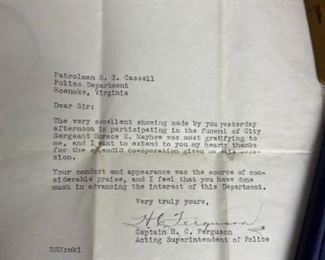 Patrolman H. S. Cassell
Police Department
Roanoke, Virginia
Dear Sir:
The very excellent showing made by you yesterday
afternoon in participating in the funeral of City
Sergeant Horace E. Mayhew was most gratifying to
me, and I want to extend to you my hearty thanks
for the splendid co-operation given on this occa-
sion.
Your conduct and appearance was the source of con-
siderable praise, and I feel that you have done
much in advancing the interest of this Department.
Very truly yours,
H C Ferguson
Captain H. C. Ferguson
Acting Superintendent of Police